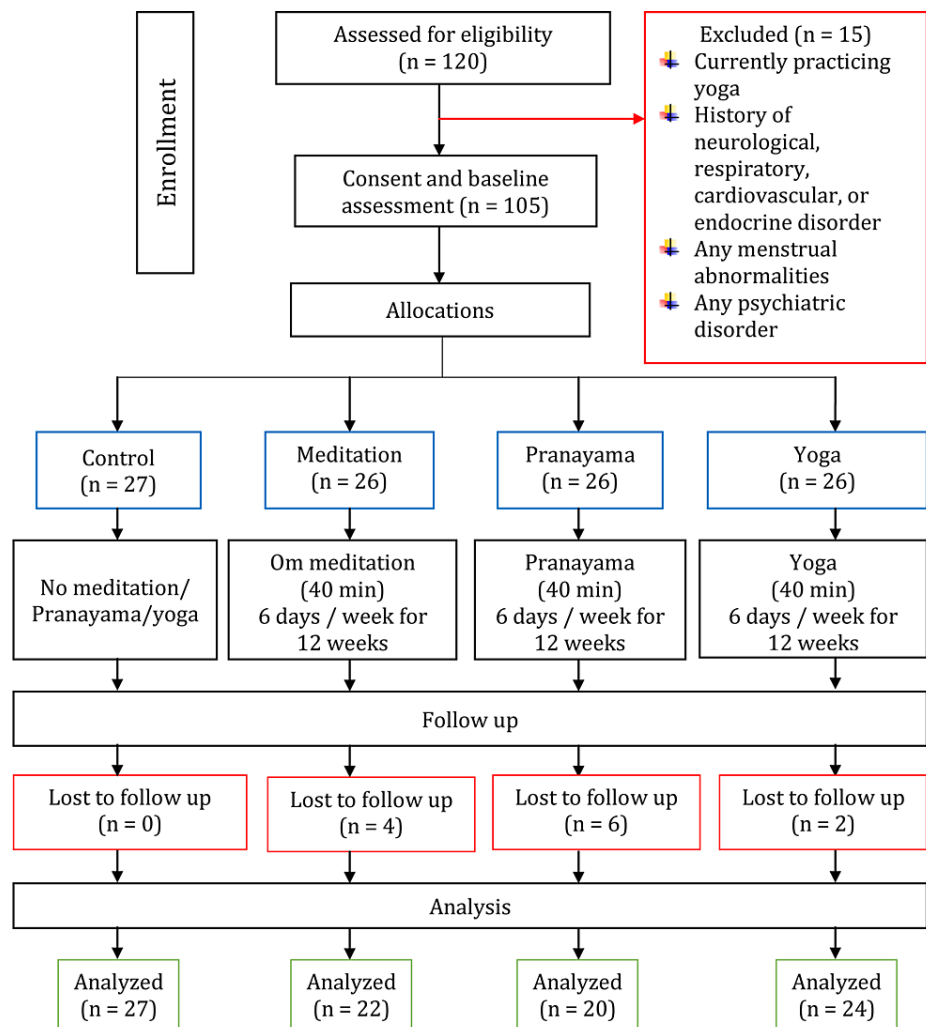 Enrollment
Assessed for eligibility
(n = 120)
Excluded (n = 15)
Currently practicing
yoga
History of
neurological,
respiratory,
cardiovascular, or
endocrine disorder
Any menstrual
abnormalities
Any psychiatric
disorder
Consent and baseline
assessment (n = 105)
Allocations
Control
(n = 27)
Meditation
(n = 26)
Pranayama
(n = 26)
Yoga
(n = 26)
No meditation/
Pranayama/yoga
Om meditation
(40 min)
6 days / week for
12 weeks
Pranayama
(40 min)
6 days / week for
12 weeks
Yoga
(40 min)
6 days / week for
12 weeks
Follow up
Lost to follow up
(n = 0)
Lost to follow up
(n = 4)
Lost to follow up
(n = 6)
Lost to follow up
(n = 2)
Analysis
Analyzed
(n = 27)
Analyzed
(n = 22)
Analyzed
(n = 20)
Analyzed
(n = 24)